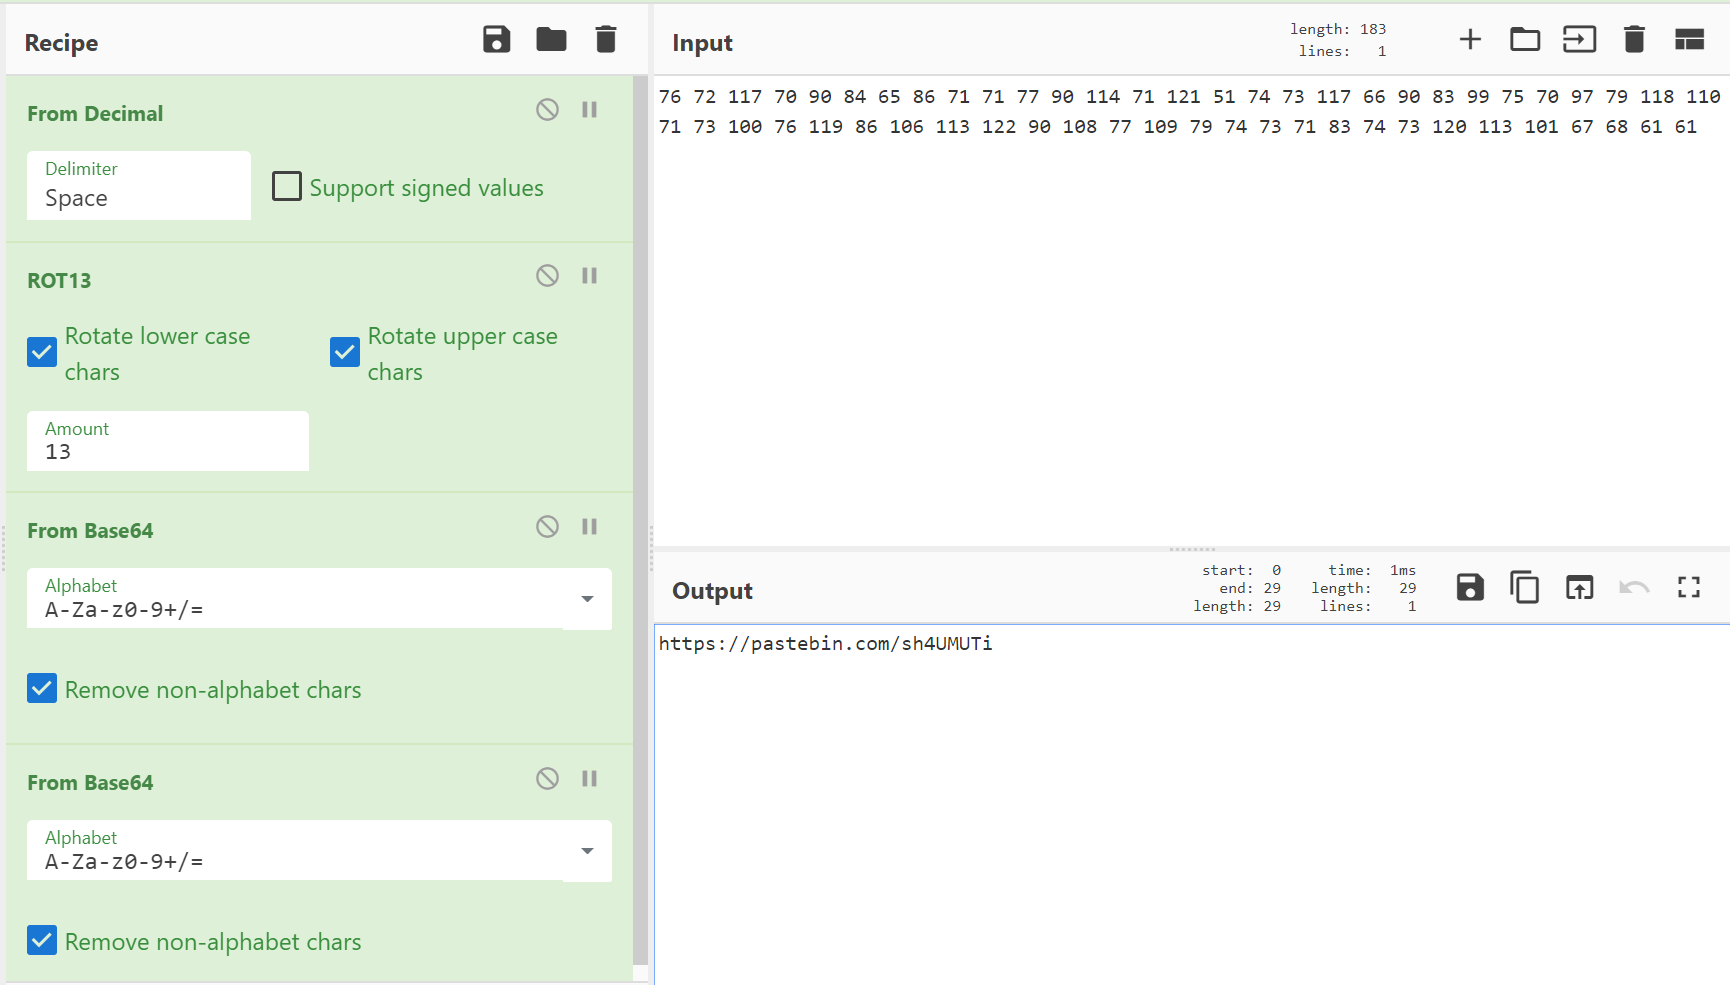 Recipe
From Decimal
Delimiter
Space
Support signed values
ROT13
Rotate lower case
chars
Rotate upper case
chars
Amount
13
From Base64
Alphabet
A-Za-z0-9+/=
Remove non-alphabet chars
From Base64
Alphabet
A-Za-z0-9+/=
Remove non-alphabet chars
Input
length: 183
lines: 1
76 72 117 70 90 84 65 86 71 71 77 90 114 71 121 51 74 73 117 66 90 83 99 75 70 97 79 118 110
71 73 100 76 119 86 106 113 122 90 108 77 109 79 74 73 71 83 74 73 120 113 101 67 68 61 61
Output
start: 0 time: 1ms
end: 29 length: 29
length: 29 lines: 1
https://pastebin.com/sh4UMUTi